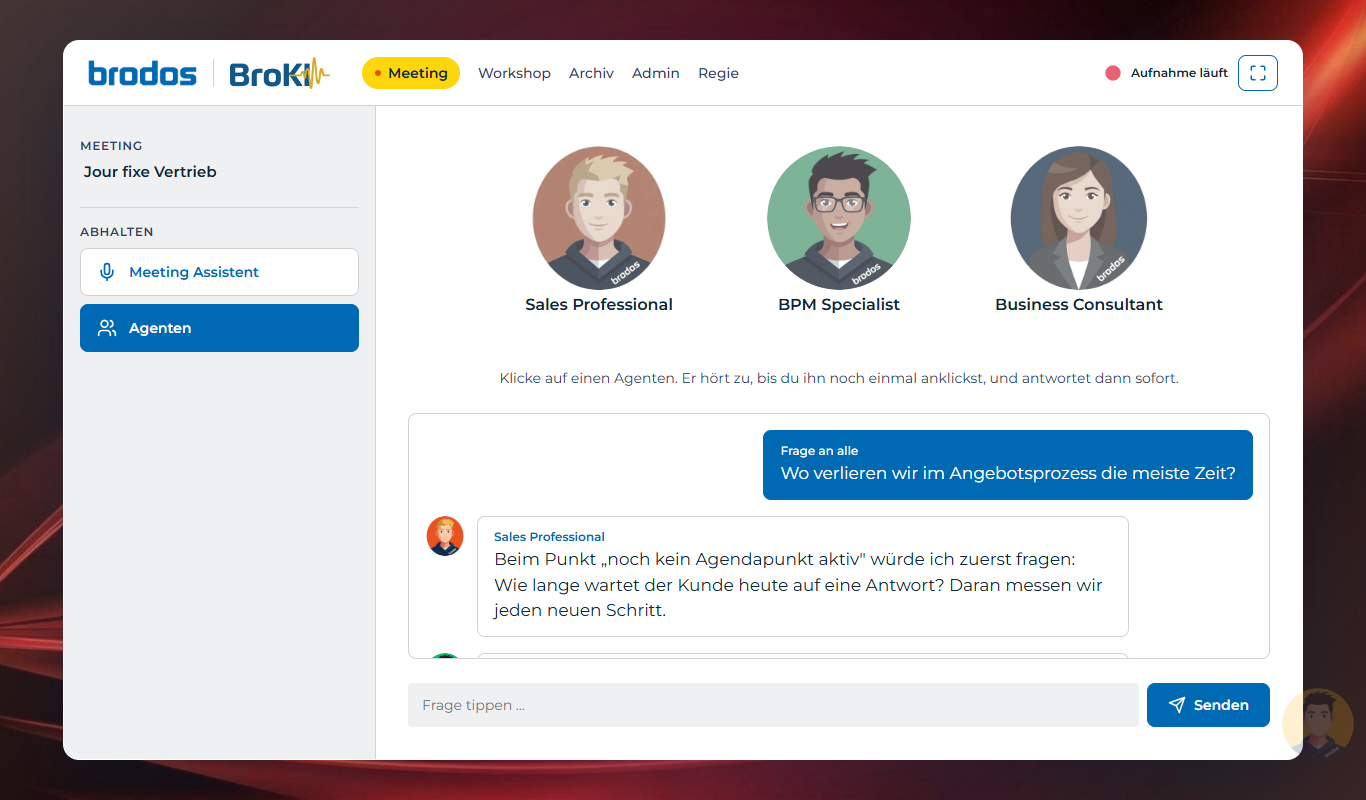 brodos BroKI Meeting Workshop Archiv Admin Regie Aufnahme läuft
MEETING
Jour fixe Vertrieb
ABHALTEN
Meeting Assistent
Agenten
brodos brodos brodos
Sales Professional BPM Specialist Business Consultant
Klicke auf einen Agenten. Er hört zu, bis du ihn noch einmal anklickst, und antwortet dann sofort.
Frage an alle
Wo verlieren wir im Angebotsprozess die meiste Zeit?
Sales Professional
Beim Punkt „noch kein Agendapunkt aktiv" würde ich zuerst fragen:
Wie lange wartet der Kunde heute auf eine Antwort? Daran messen wir
jeden neuen Schritt.
Frage tippen ...
Senden